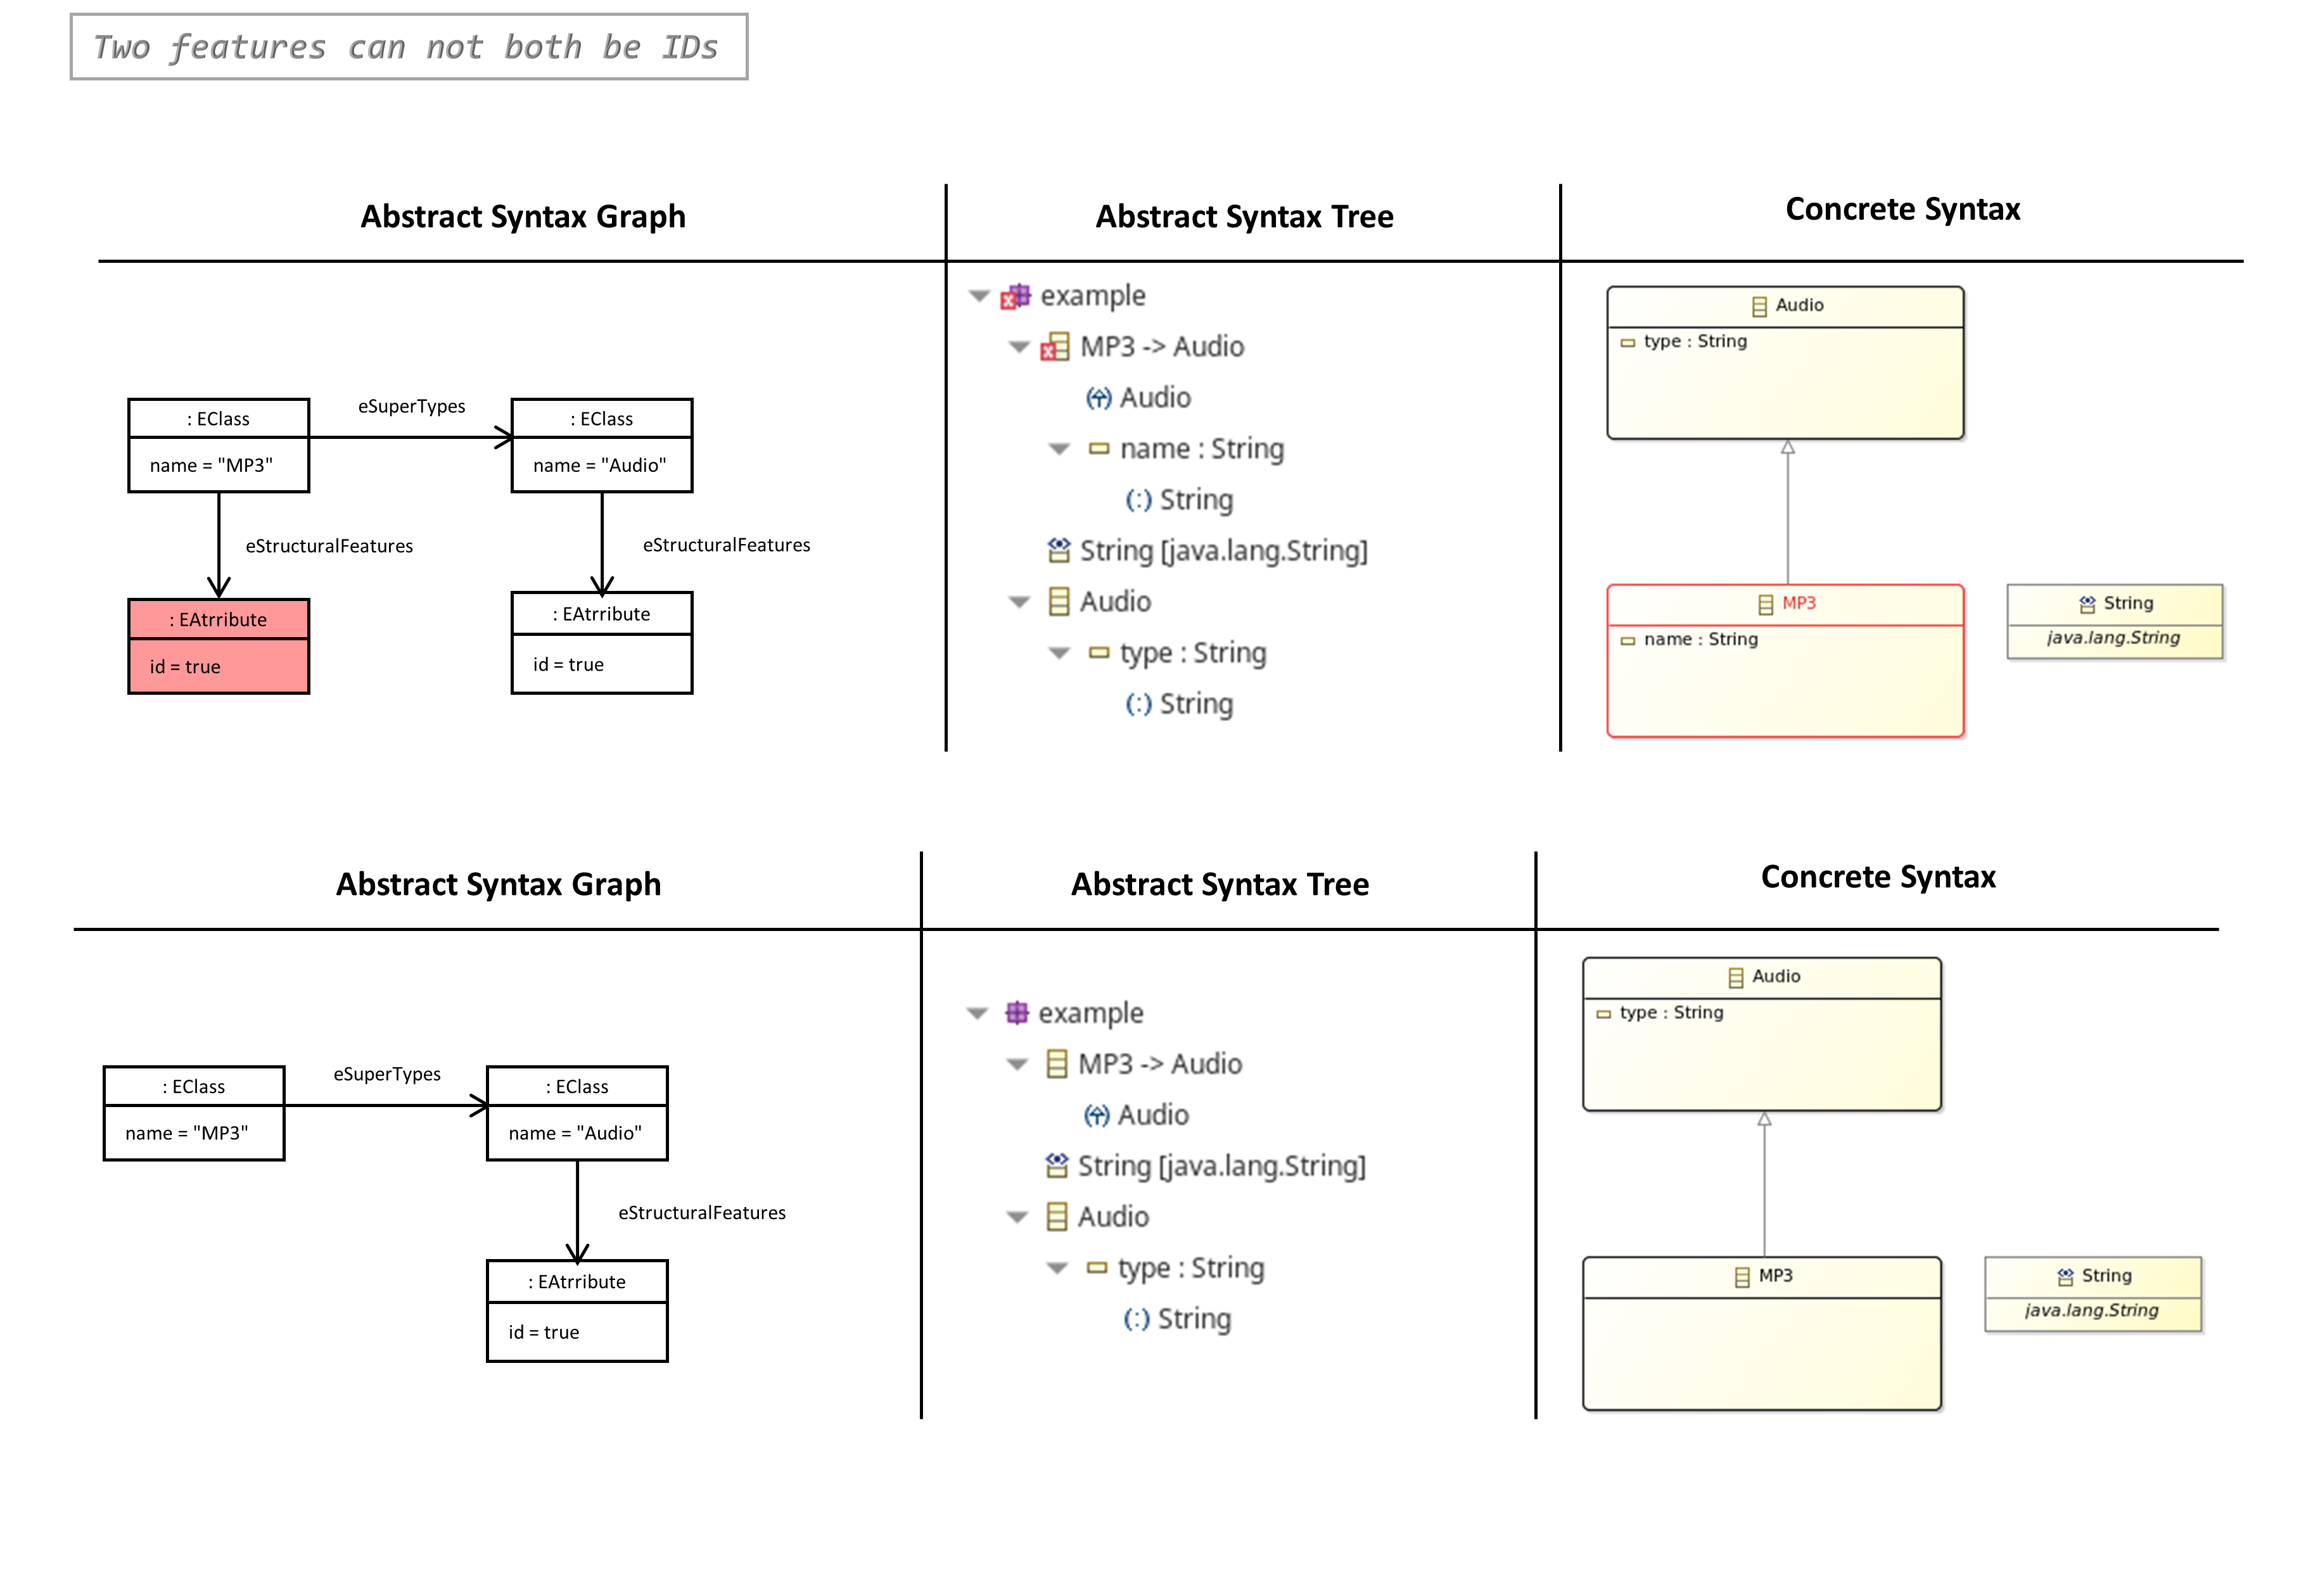 Two features can not both be IDs
Abstract Syntax Graph
Abstract Syntax Tree
Concrete Syntax
: EClass
name = "MP3"
eSuperTypes
: EClass
name = "Audio"
eStructuralFeatures
eStructuralFeatures
: EAtrribute
id = true
: EAtrribute
id = true
example
MP3 -> Audio
Audio
name : String
(:) String
String [java.lang.String]
Audio
type : String
(:) String
Audio
type : String
MP3
name : String
String
java.lang.String
Abstract Syntax Graph
Abstract Syntax Tree
Concrete Syntax
: EClass
name = "MP3"
eSuperTypes
: EClass
name = "Audio"
eStructuralFeatures
: EAtrribute
id = true
example
MP3 -> Audio
Audio
String [java.lang.String]
Audio
type : String
(:) String
Audio
type : String
MP3
String
java.lang.String